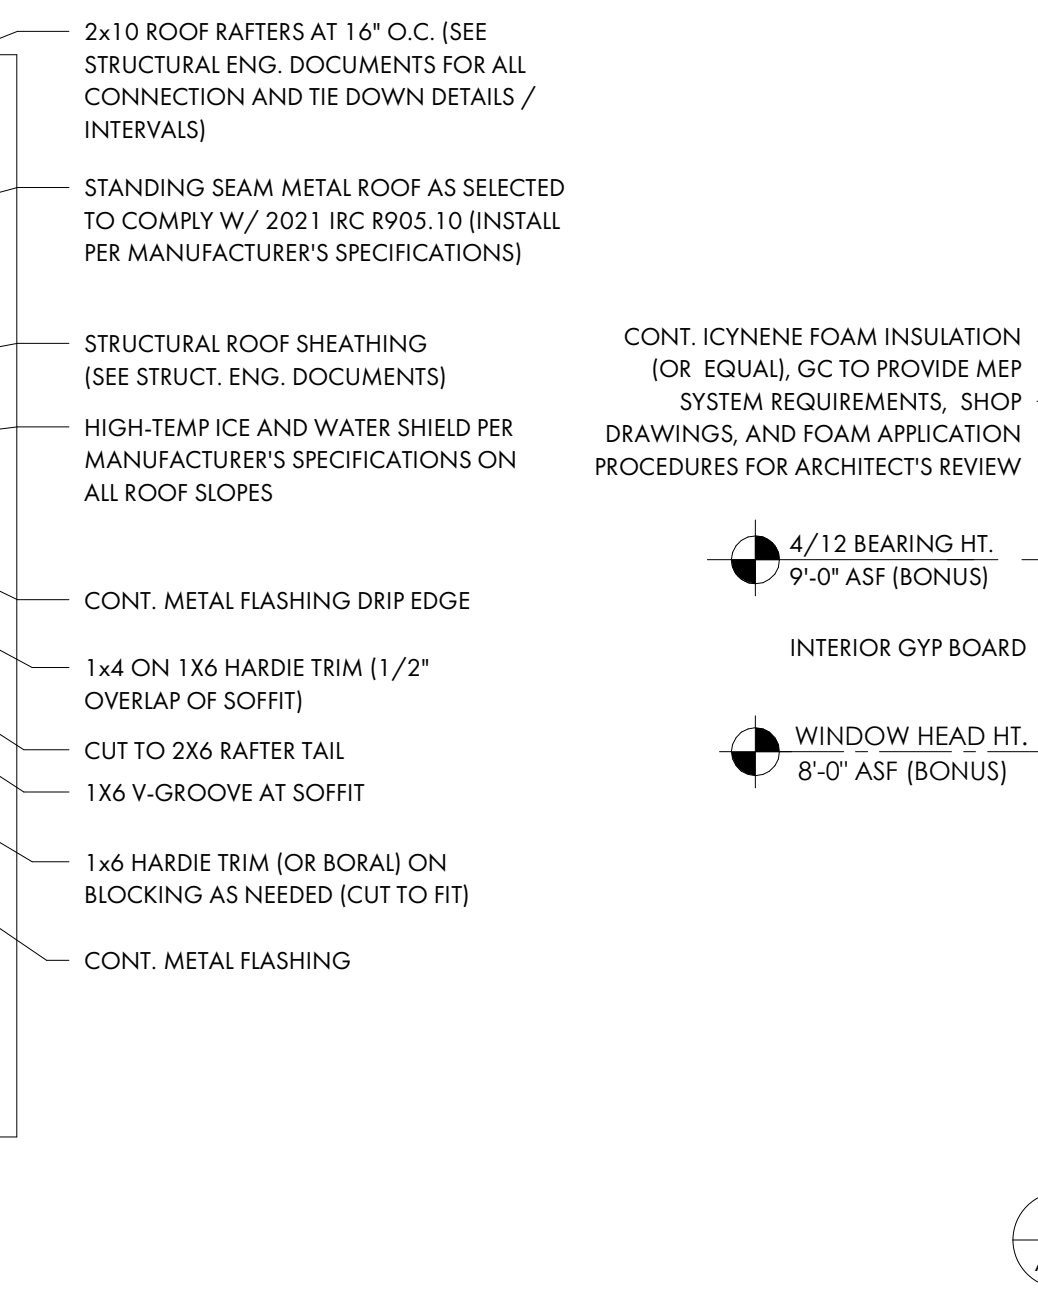 2x10 ROOF RAFTERS AT 16" O.C. (SEE
STRUCTURAL ENG. DOCUMENTS FOR ALL
CONNECTION AND TIE DOWN DETAILS /
INTERVALS)
STANDING SEAM METAL ROOF AS SELECTED
TO COMPLY W/ 2021 IRC R905.10 (INSTALL
PER MANUFACTURER'S SPECIFICATIONS)
STRUCTURAL ROOF SHEATHING
(SEE STRUCT. ENG. DOCUMENTS)
HIGH-TEMP ICE AND WATER SHIELD PER
MANUFACTURER'S SPECIFICATIONS ON
ALL ROOF SLOPES
CONT. METAL FLASHING DRIP EDGE
1x4 ON 1X6 HARDIE TRIM (1/2"
OVERLAP OF SOFFIT)
CUT TO 2X6 RAFTER TAIL
1X6 V-GROOVE AT SOFFIT
1x6 HARDIE TRIM (OR BORAL) ON
BLOCKING AS NEEDED (CUT TO FIT)
CONT. METAL FLASHING
CONT. ICYNENE FOAM INSULATION
(OR EQUAL), GC TO PROVIDE MEP
SYSTEM REQUIREMENTS, SHOP
DRAWINGS, AND FOAM APPLICATION
PROCEDURES FOR ARCHITECT'S REVIEW
4/12 BEARING HT.
9'-0" ASF (BONUS)
INTERIOR GYP BOARD
WINDOW HEAD HT.
8'-0" ASF (BONUS)